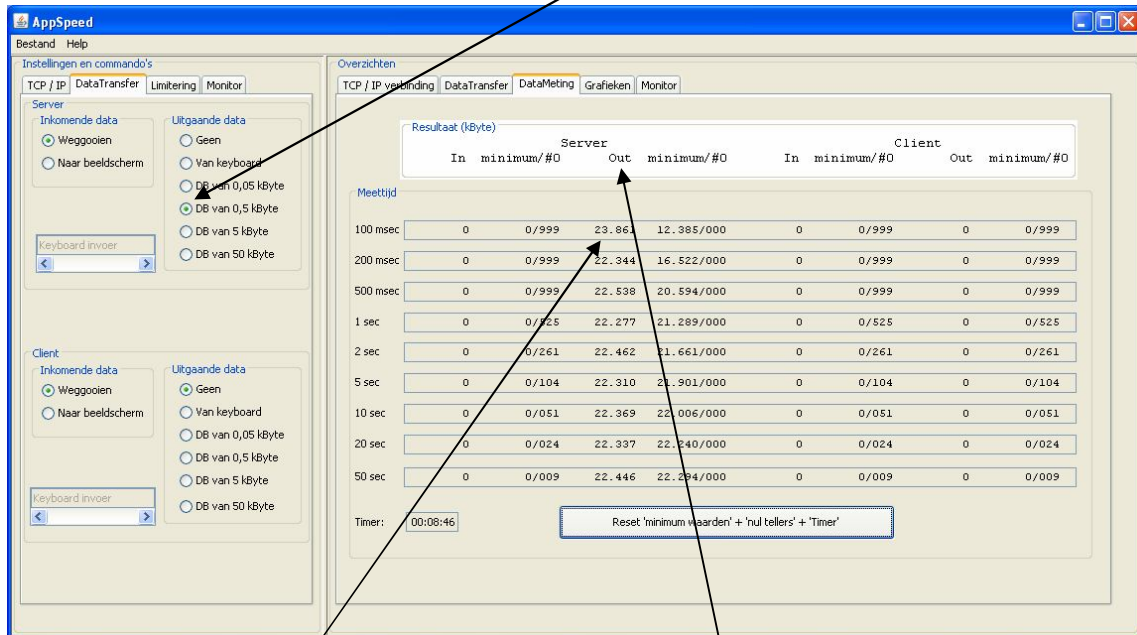 AppSpeed
Bestand Help
Instellingen en commando's
TCP / IP DataTransfer Limitering Monitor
Server
Inkomende data
Weggooien
Naar beeldscherm
Uitgaande data
Geen
Van keyboard
DB van 0,05 kByte
DB van 0,5 kByte
DB van 5 kByte
DB van 50 kByte
Keyboard invoer
Client
Inkomende data
Weggooien
Naar beeldscherm
Uitgaande data
Geen
Van keyboard
DB van 0,05 kByte
DB van 0,5 kByte
DB van 5 kByte
DB van 50 kByte
Keyboard invoer
Overzichten
TCP / IP verbinding DataTransfer DataMeting Grafieken Monitor
Resultaat (kByte)
Server Client
In minimum/#0 Out minimum/#0 In minimum/#0 Out minimum/#0
Meettijd
100 msec 0 0/999 23.861 12.385/000 0 0/999 0 0/999
200 msec 0 0/999 22.344 16.522/000 0 0/999 0 0/999
500 msec 0 0/999 22.538 20.594/000 0 0/999 0 0/999
1 sec 0 0/525 22.277 21.289/000 0 0/525 0 0/525
2 sec 0 0/261 22.462 21.661/000 0 0/261 0 0/261
5 sec 0 0/104 22.310 21.901/000 0 0/104 0 0/104
10 sec 0 0/051 22.369 22.006/000 0 0/051 0 0/051
20 sec 0 0/024 22.337 22.240/000 0 0/024 0 0/024
50 sec 0 0/009 22.446 22.294/000 0 0/009 0 0/009
Timer: 00:08:46 Reset 'minimum waarden' + 'nul tellers' + 'Timer'